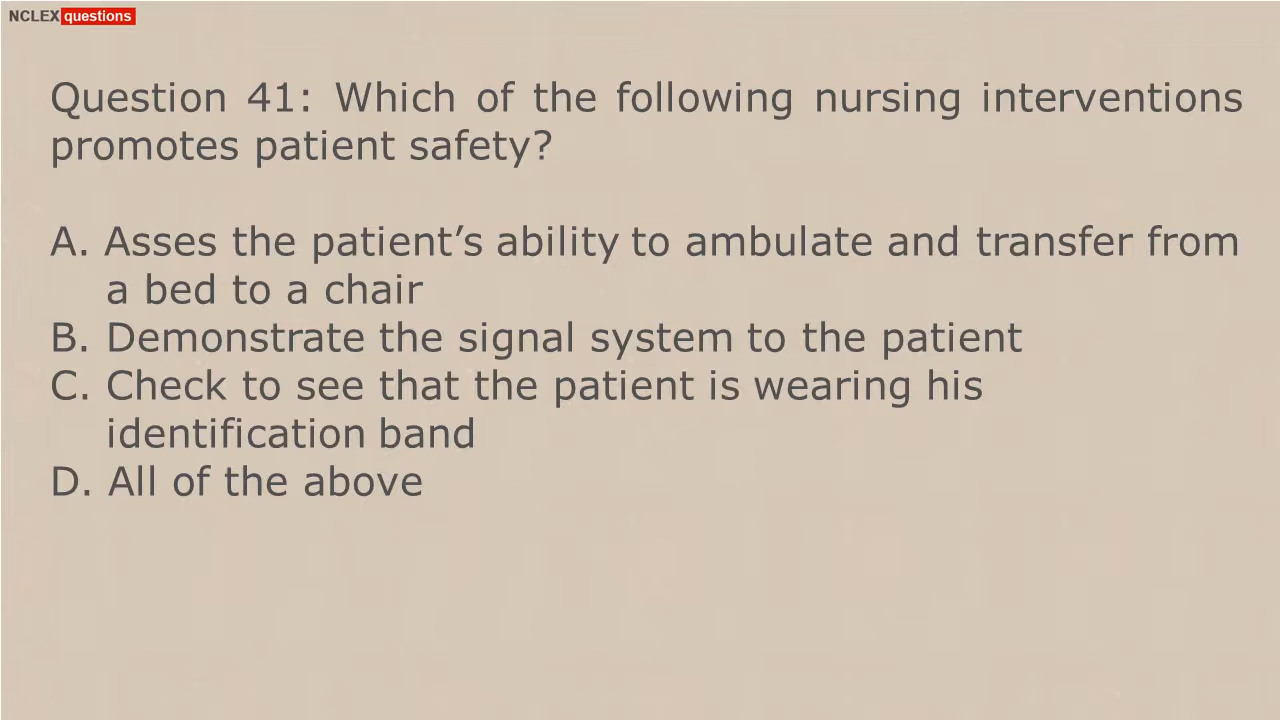 NCLEX questions
Question 41: Which of the following nursing interventions
promotes patient safety?
A. Asses the patient’s ability to ambulate and transfer from
a bed to a chair
B. Demonstrate the signal system to the patient
C. Check to see that the patient is wearing his
identification band
D. All of the above